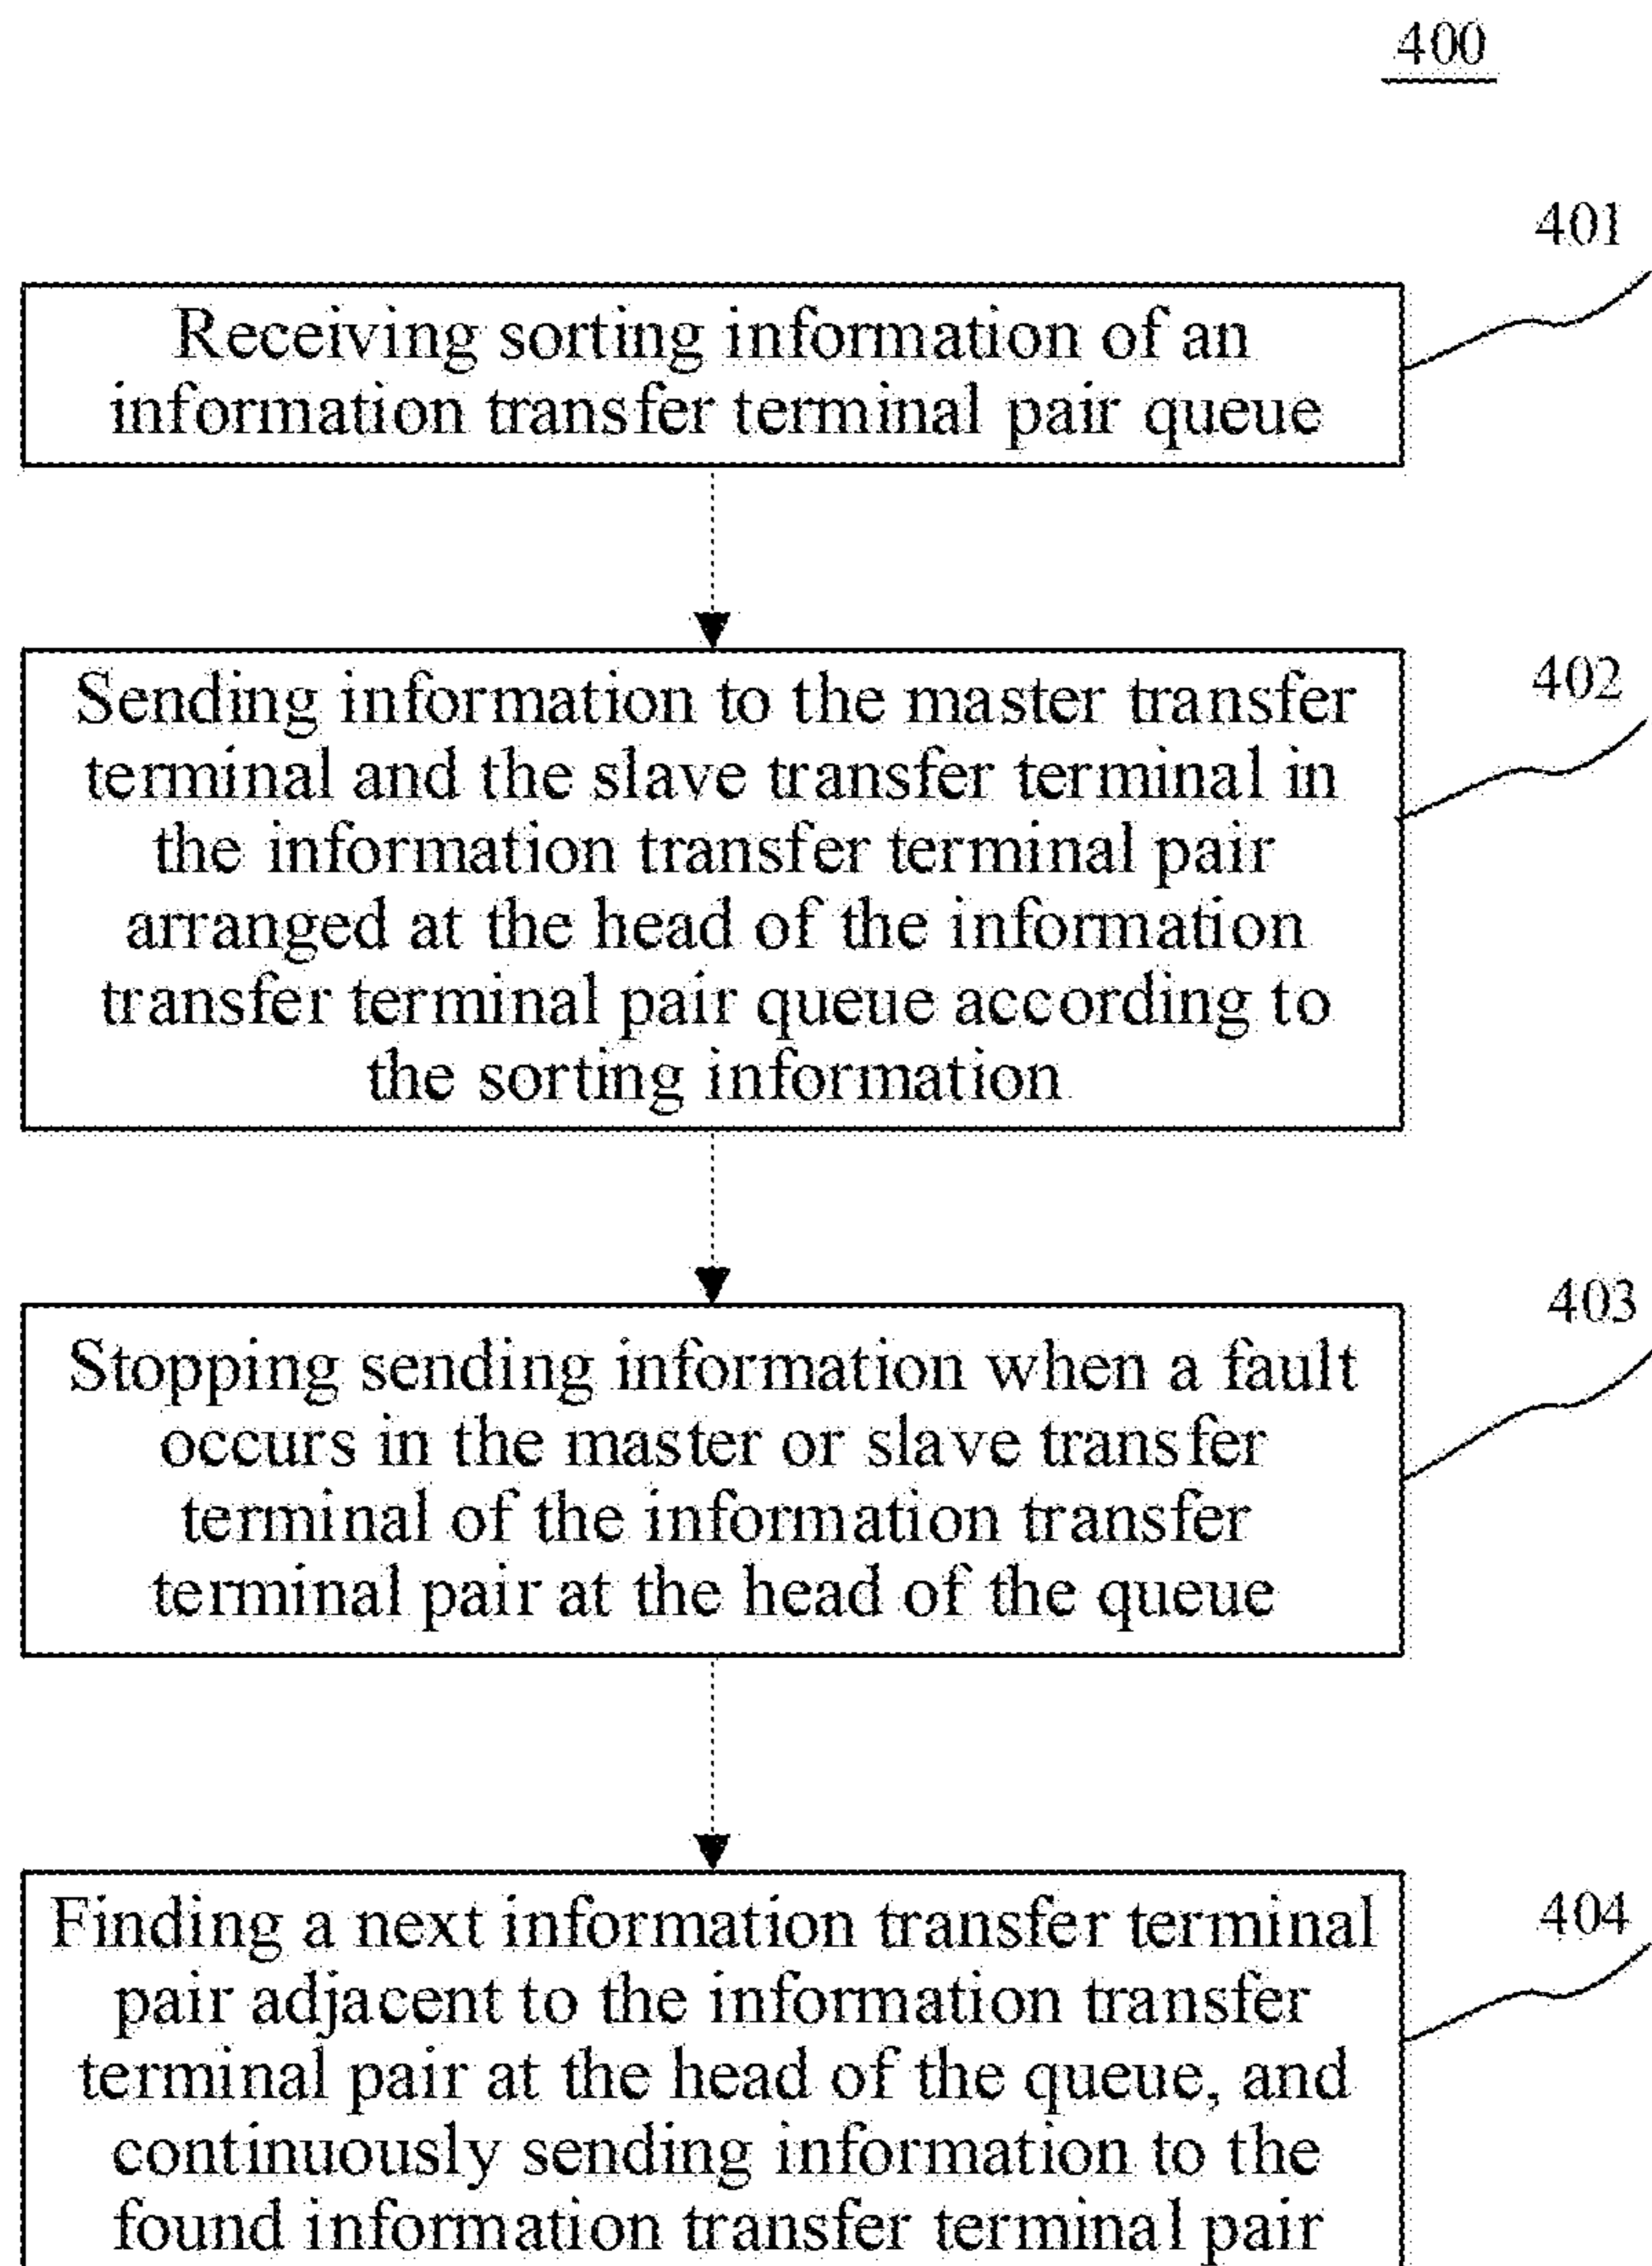 400
401
Receiving sorting information of an
information transfer terminal pair queue
402
Sending information to the master transfer
terminal and the slave transfer terminal in
the information transfer terminal pair
arranged at the head of the information
transfer terminal pair queue according to
the sorting information
403
Stopping sending information when a fault
occurs in the master or slave transfer
terminal of the information transfer
terminal pair at the head of the queue
404
Finding a next information transfer terminal
pair adjacent to the information transfer
terminal pair at the head of the queue, and
continuously sending information to the
found information transfer terminal pair